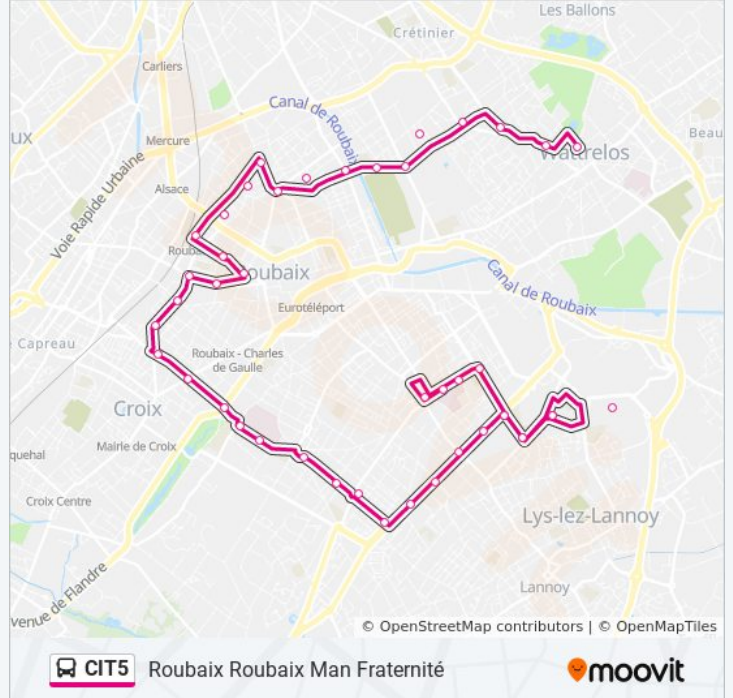 Les Ballons
Crétinier
Carliers
Canal de Roubaix
ux
Mercure
Beau
Wattrelos
Voie Rapide Urbaine
Alsace
Rouba
Roubaix
Canal de Roubaix
Eurotéléport
e Capreau
Roubaix - Charles
de Gaulle
Croix
Mairie de Croix
quehal
Croix Centre
Lys-lez-Lannoy
Lannoy
venue de Flandre
© OpenStreetMap contributors | © OpenMapTiles
CIT5 Roubaix Roubaix Man Fraternité
moovit